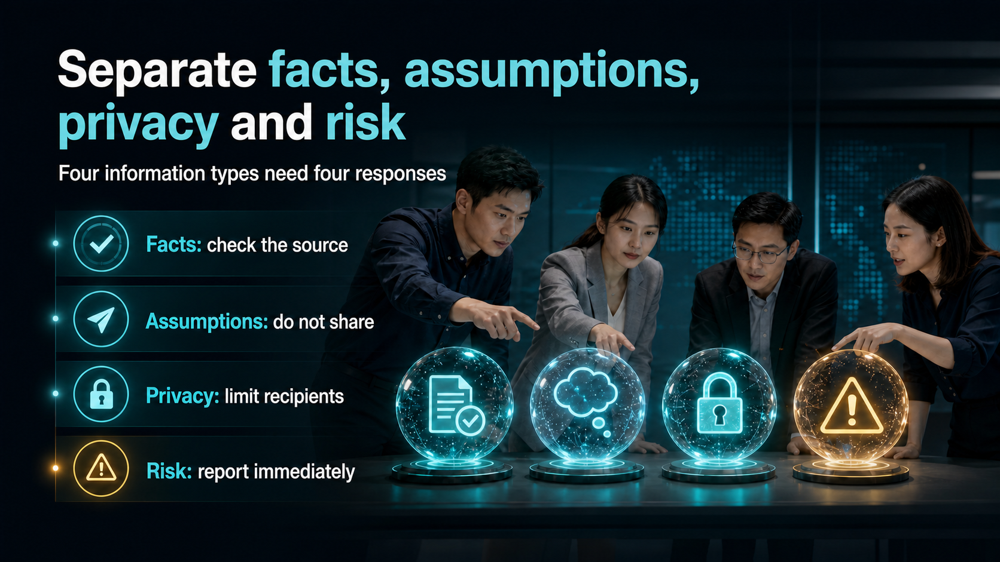 Separate facts, assumptions,
privacy and risk
Four information types need four responses
Facts: check the source
Assumptions: do not share
Privacy: limit recipients
Risk: report immediately